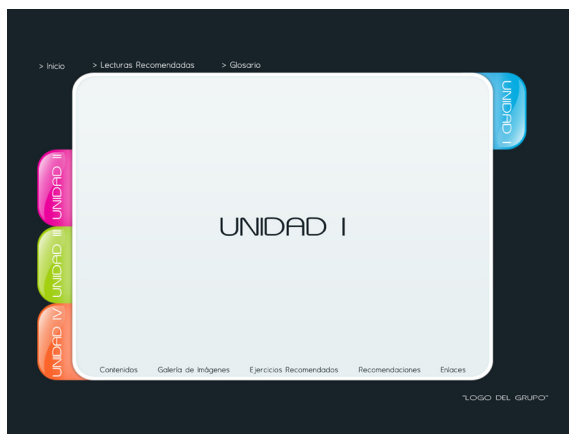 > Inicio > Lecturas Recomendadas > Glosario
UNIDAD I
UNIDAD II
UNIDAD III
UNIDAD IV
UNIDAD I
Contenidos Galería de Imágenes Ejercicios Recomendados Recomendaciones Enlaces
"LOGO DEL GRUPO"